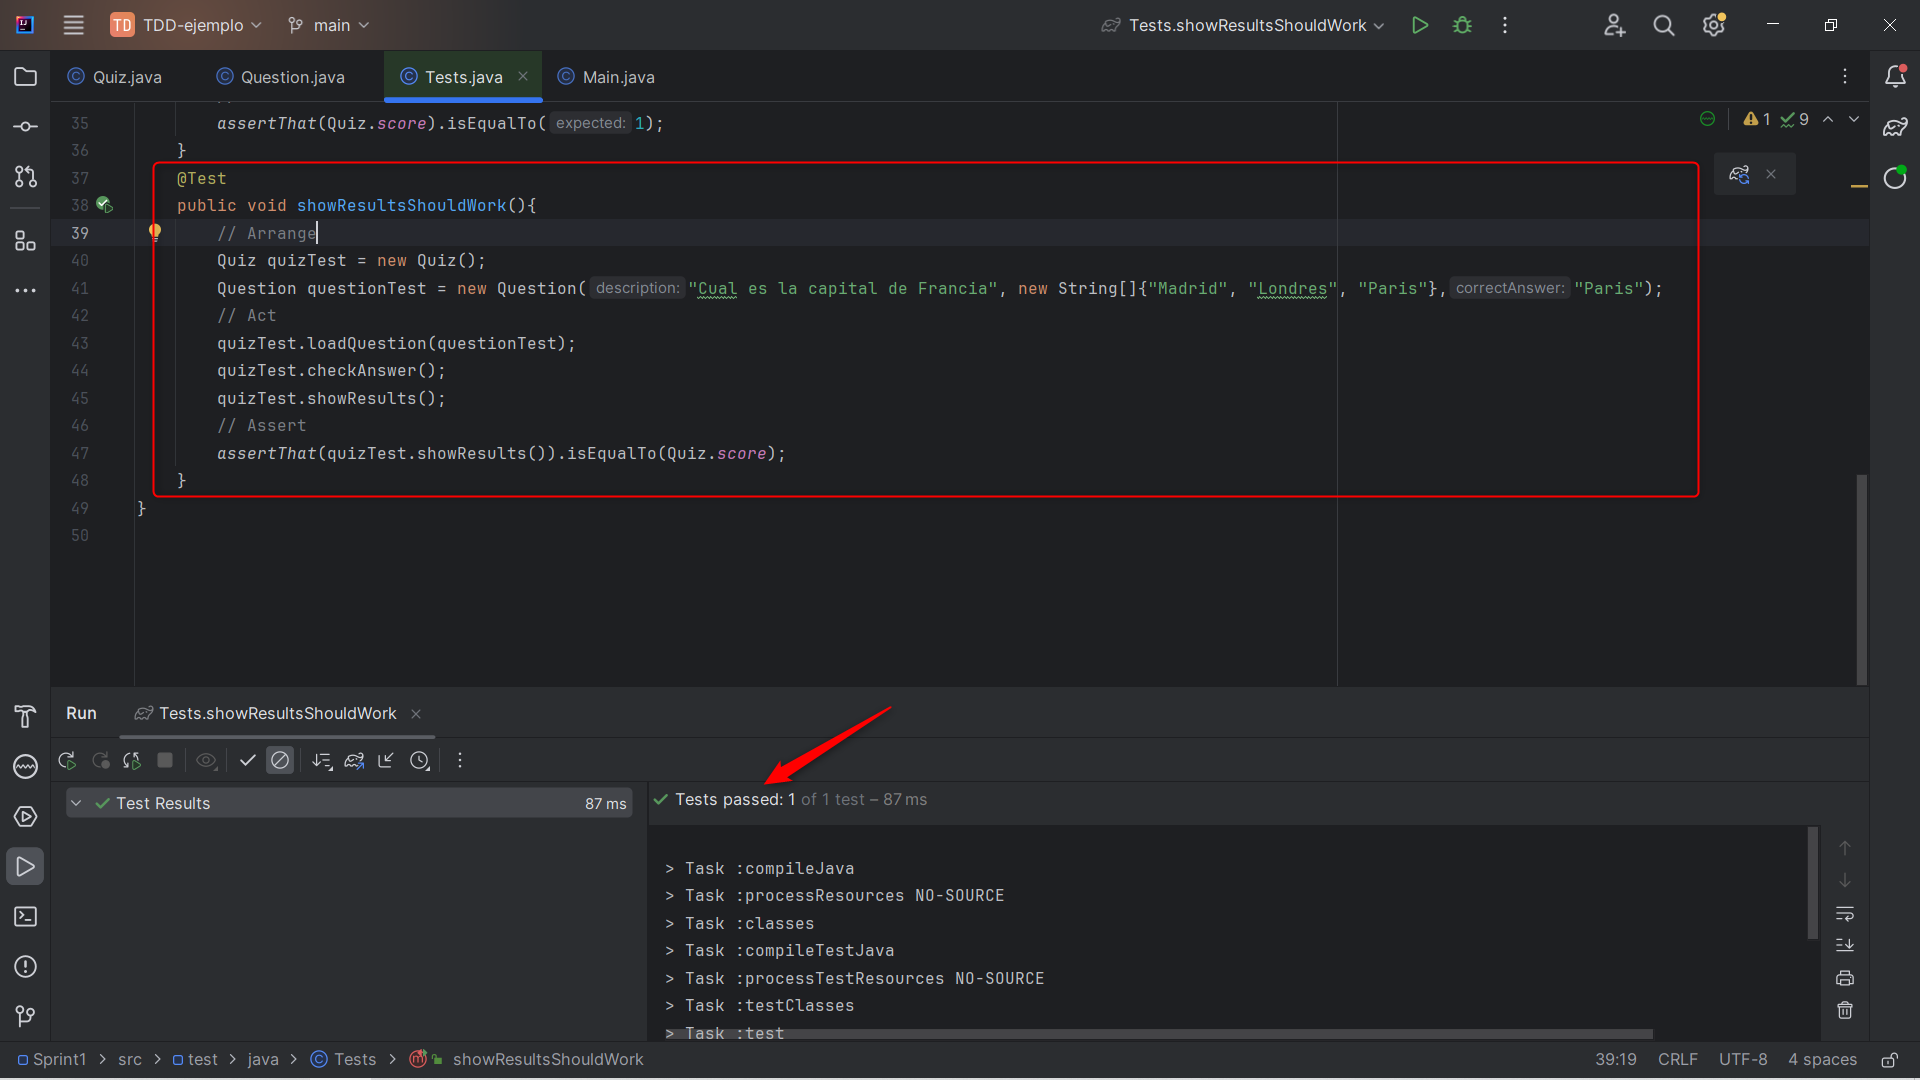 TD TDD-ejemplo main Tests.showResultsShouldWork
Quiz.java Question.java Tests.java Main.java
35 assertThat(Quiz.score).isEqualTo( expected: 1);
36 }
37 @Test
38 public void showResultsShouldWork(){
39 // Arrange
40 Quiz quizTest = new Quiz();
41 Question questionTest = new Question( description: "Cual es la capital de Francia", new String[]{"Madrid", "Londres", "Paris"}, correctAnswer: "Paris");
42 // Act
43 quizTest.loadQuestion(questionTest);
44 quizTest.checkAnswer();
45 quizTest.showResults();
46 // Assert
47 assertThat(quizTest.showResults()).isEqualTo(Quiz.score);
48 }
49 }
50
1 9
Run Tests.showResultsShouldWork
Test Results 87 ms
Tests passed: 1 of 1 test – 87 ms
> Task :compileJava
> Task :processResources NO-SOURCE
> Task :classes
> Task :compileTestJava
> Task :processTestResources NO-SOURCE
> Task :testClasses
> Task :test
Sprint1 > src > test > java > Tests > showResultsShouldWork
39:19 CRLF UTF-8 4 spaces